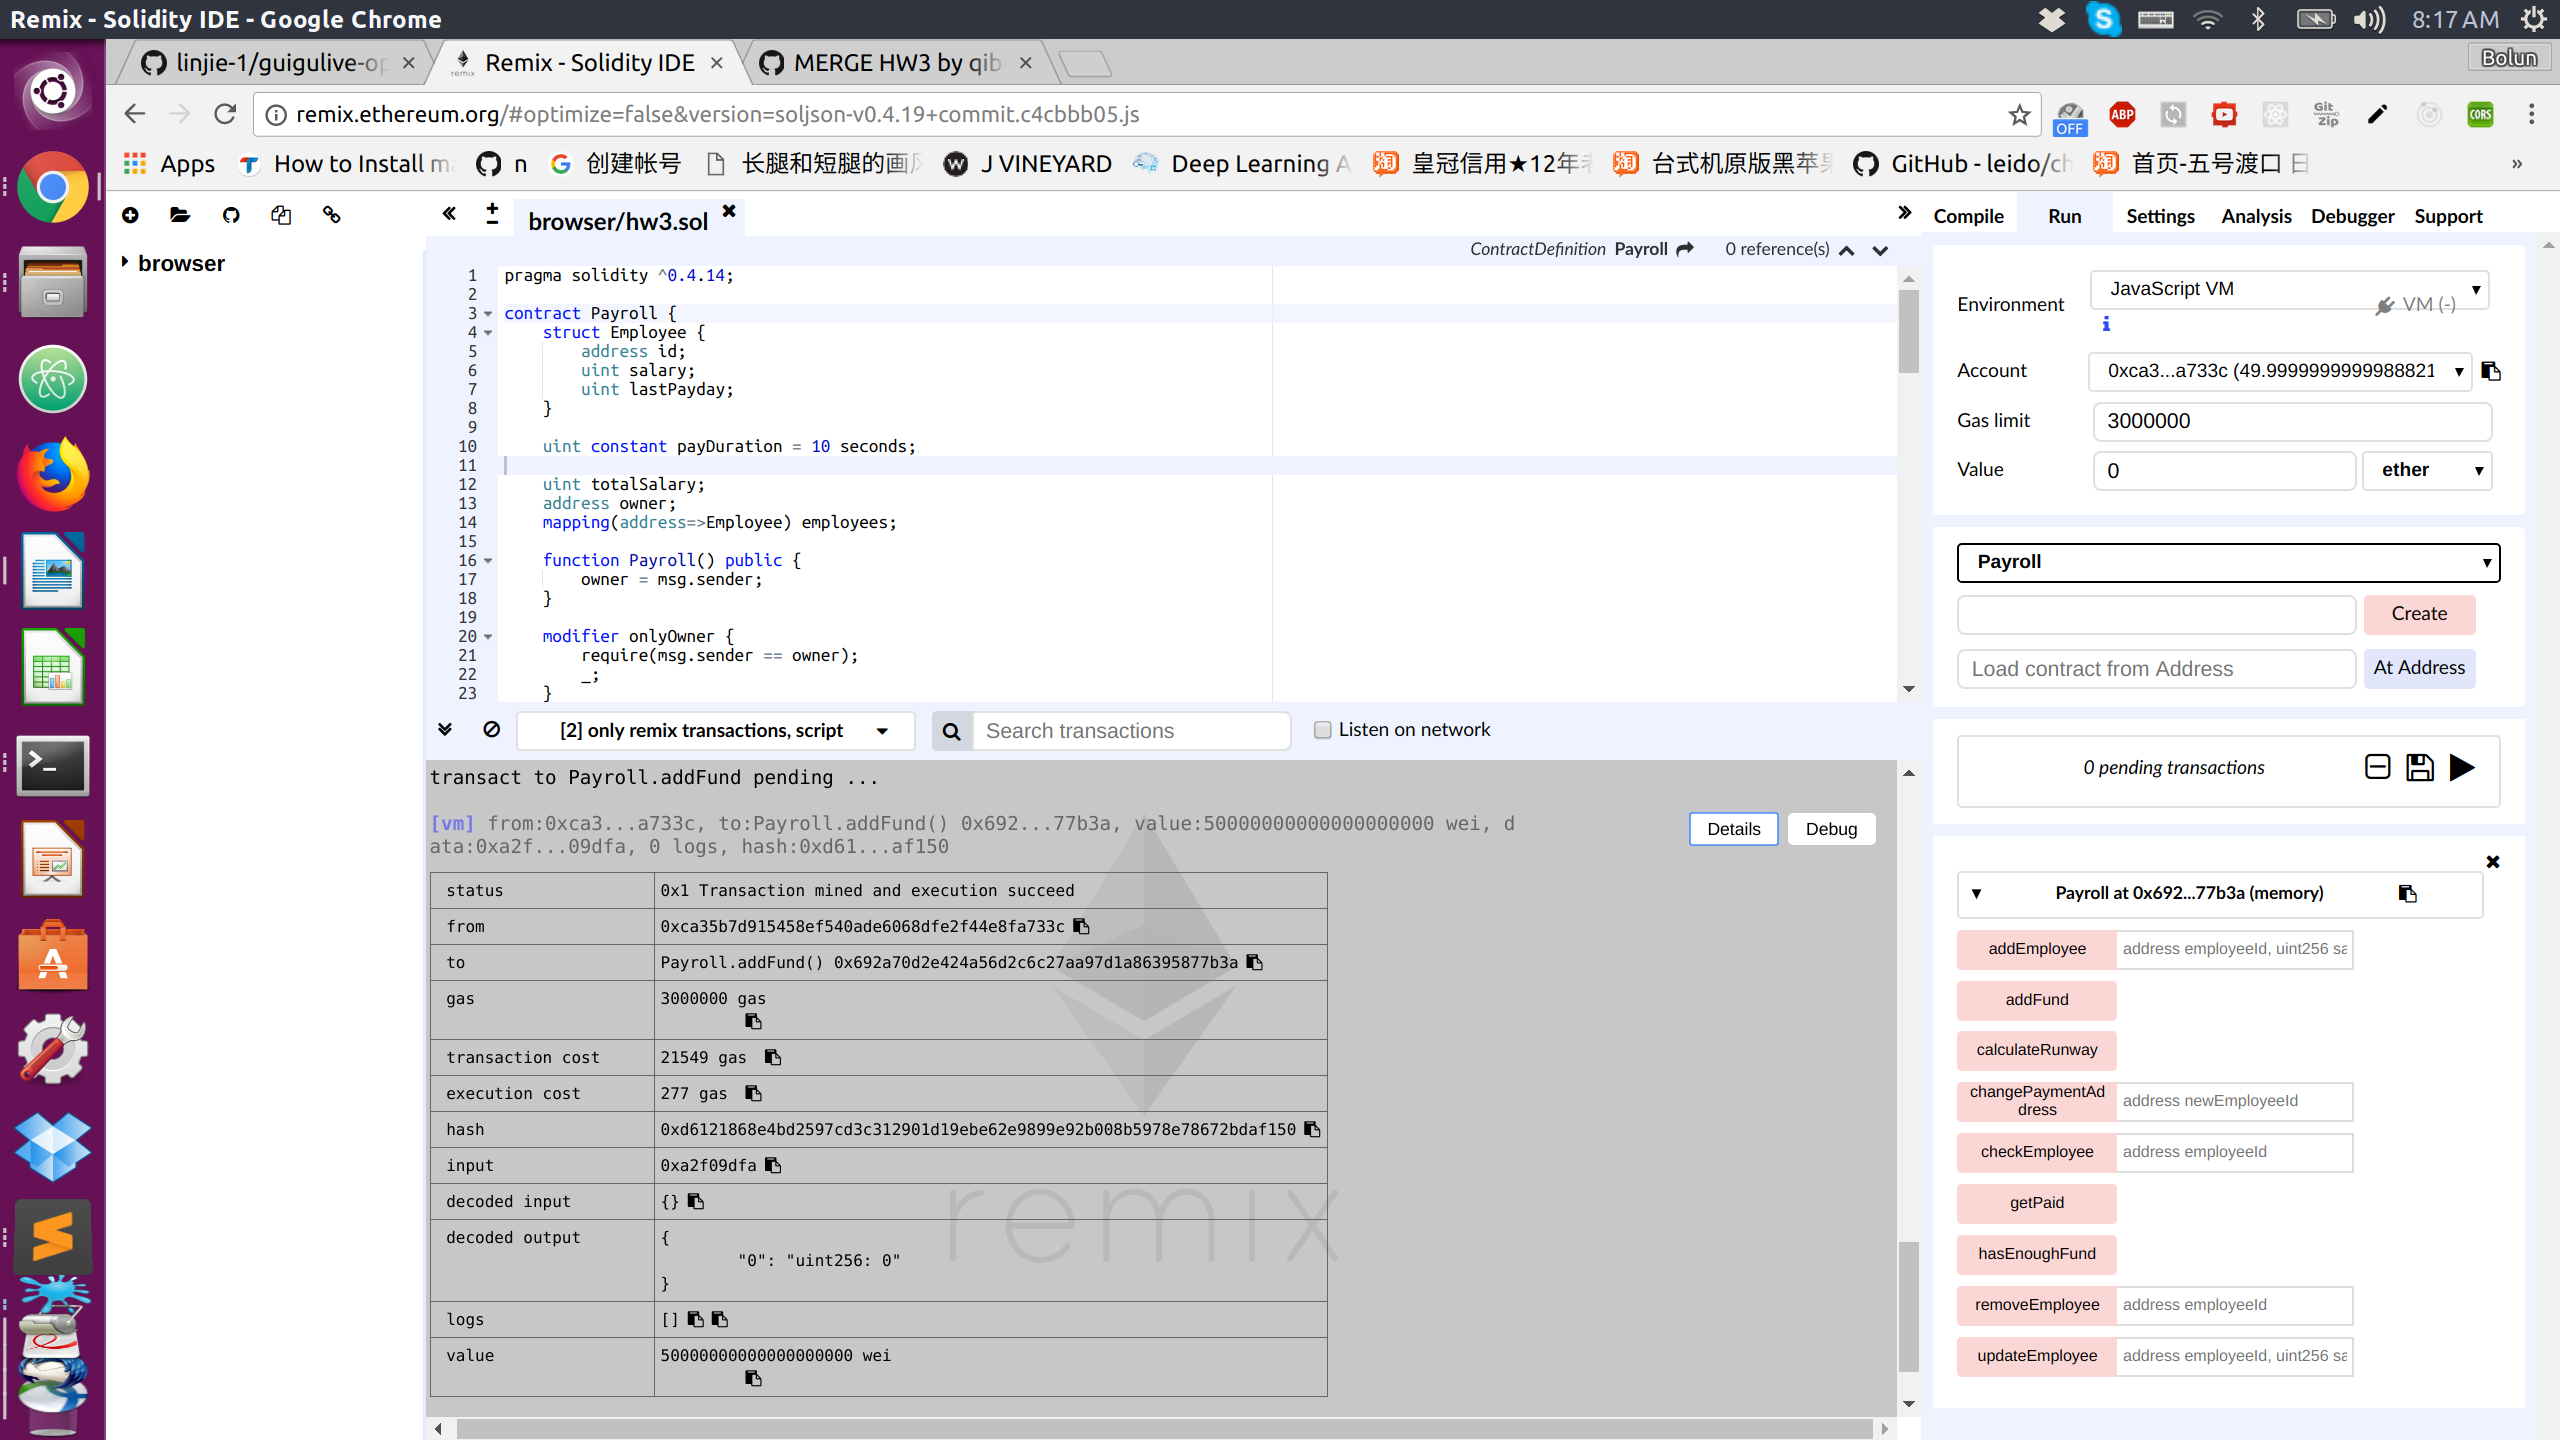 Remix - Solidity IDE - Google Chrome
8:17 AM
linjie-1/guigulive-op
Remix - Solidity IDE
MERGE HW3 by qib
Bolun
remix.ethereum.org/#optimize=false&version=soljson-v0.4.19+commit.c4cbbb05.js
OFF
ABP
Git
zip
CORS
Apps
How to Install m
n
创建帐号
长腿和短腿的画风
J VINEYARD
Deep Learning A
皇冠信用★12年老
台式机原版黑苹果
GitHub - leido/ch
首页-五号渡口 日
»
browser
browser/hw3.sol
Compile
Run
Settings
Analysis
Debugger
Support
ContractDefinition Payroll
0 reference(s)
1 pragma solidity ^0.4.14;
2
3 contract Payroll {
4 struct Employee {
5 address id;
6 uint salary;
7 uint lastPayday;
8 }
9
10 uint constant payDuration = 10 seconds;
11
12 uint totalSalary;
13 address owner;
14 mapping(address=>Employee) employees;
15
16 function Payroll() public {
17 owner = msg.sender;
18 }
19
20 modifier onlyOwner {
21 require(msg.sender == owner);
22 _;
23 }
[2] only remix transactions, script
Search transactions
Listen on network
transact to Payroll.addFund pending ...
[vm] from:0xca3...a733c, to:Payroll.addFund() 0x692...77b3a, value:50000000000000000000 wei, d
ata:0xa2f...09dfa, 0 logs, hash:0xd61...af150
Details
Debug
status 0x1 Transaction mined and execution succeed
from 0xca35b7d915458ef540ade6068dfe2f44e8fa733c
to Payroll.addFund() 0x692a70d2e424a56d2c6c27aa97d1a86395877b3a
gas 3000000 gas
transaction cost 21549 gas
execution cost 277 gas
hash 0xd6121868e4bd2597cd3c312901d19ebe62e9899e92b008b5978e78672bdaf150
input 0xa2f09dfa
decoded input {}
decoded output {
"0": "uint256: 0"
}
logs []
value 50000000000000000000 wei
remix
Environment
JavaScript VM
VM (-)
Account
0xca3...a733c (49.9999999999988821
Gas limit
3000000
Value
0
ether
Payroll
Create
Load contract from Address
At Address
0 pending transactions
Payroll at 0x692...77b3a (memory)
addEmployee
address employeeId, uint256 sa
addFund
calculateRunway
changePaymentAd
dress
address newEmployeeId
checkEmployee
address employeeId
getPaid
hasEnoughFund
removeEmployee
address employeeId
updateEmployee
address employeeId, uint256 sa